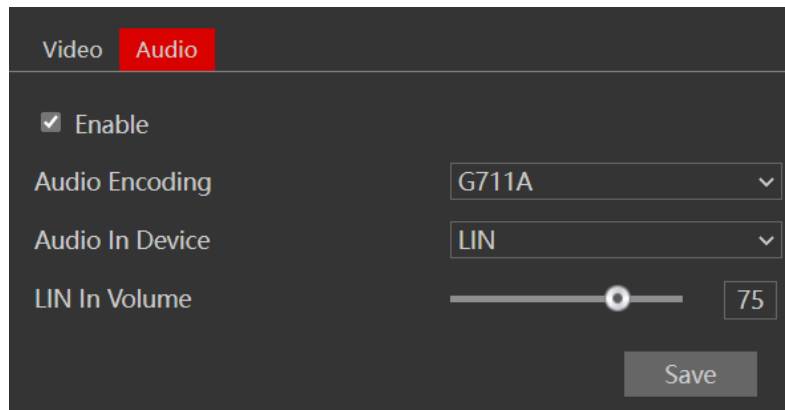 Video Audio
Enable
Audio Encoding G711A
Audio In Device LIN
LIN In Volume 75
Save